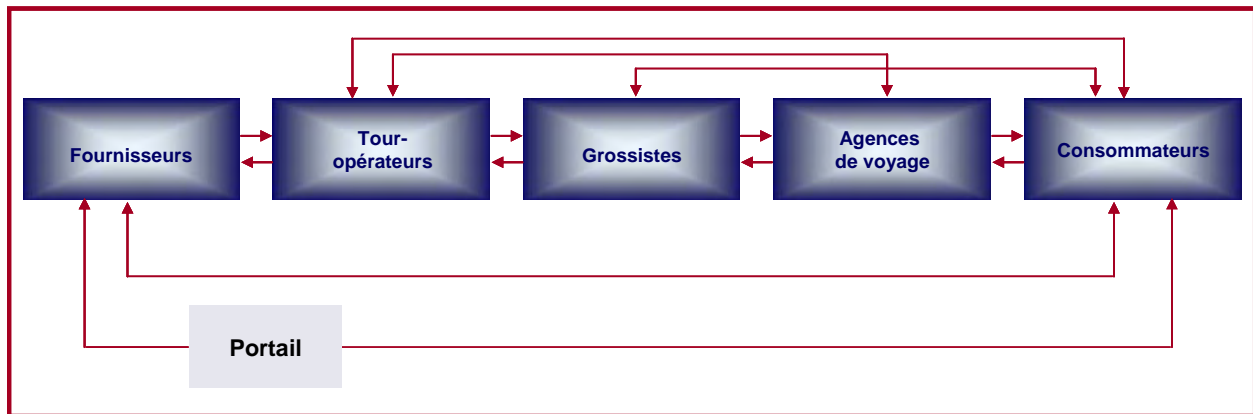 Fournisseurs
Tour-
opérateurs
Grossistes
Agences
de voyage
Consommateurs
Portail